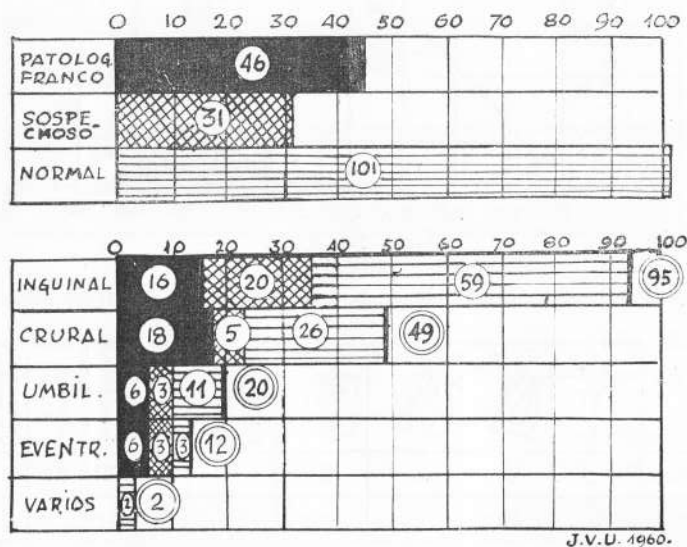 0 10 20 30 40 50 60 70 80 90 100
PATOLOG. FRANCO 46
SOSPE-CHOSO 31
NORMAL 101
0 10 20 30 40 50 60 70 80 90 100
INGUINAL 16 20 59 95
CRURAL 18 5 26 49
UMBIL. 6 3 11 20
EVENTR. 6 3 3 12
VARIOS 2
J.V.U. 1960.